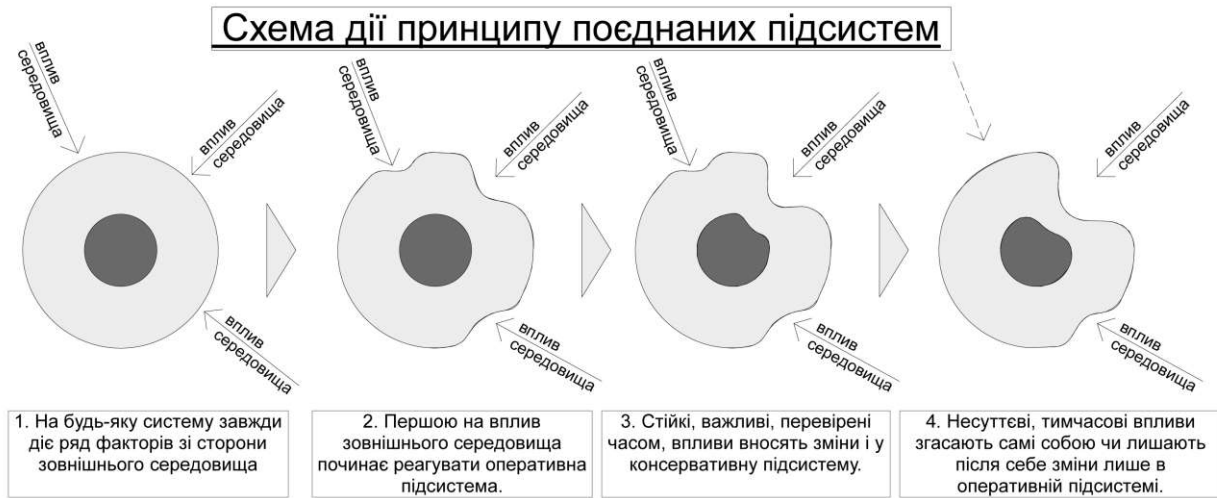 Схема дії принципу поєднаних підсистем
вплив
середовища
вплив
середовища
вплив
середовища
вплив
середовища
вплив
середовища
вплив
середовища
вплив
середовища
вплив
середовища
вплив
середовища
вплив
середовища
вплив
середовища
1. На будь-яку систему завжди
діє ряд факторів зі сторони
зовнішнього середовища
2. Першою на вплив
зовнішнього середовища
починає реагувати оперативна
підсистема.
3. Стійкі, важливі, перевірені
часом, впливи вносять зміни і у
консервативну підсистему.
4. Несуттєві, тимчасові впливи
згасають самі собою чи лишають
після себе зміни лише в
оперативній підсистемі.